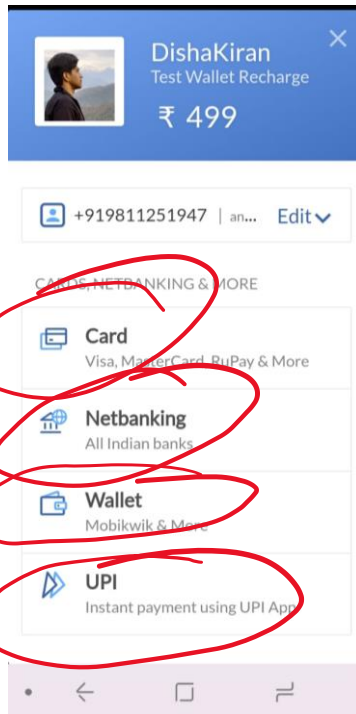 DishaKiran
Test Wallet Recharge
₹ 499
+919811251947 | an... Edit
CARDS, NETBANKING & MORE
Card
Visa, MasterCard, RuPay & More
Netbanking
All Indian banks
Wallet
Mobikwik & More
UPI
Instant payment using UPI App